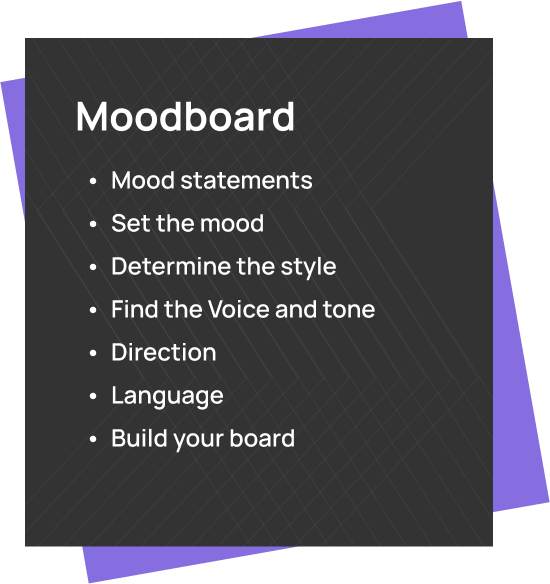 Moodboard
• Mood statements
• Set the mood
• Determine the style
• Find the Voice and tone
• Direction
• Language
• Build your board